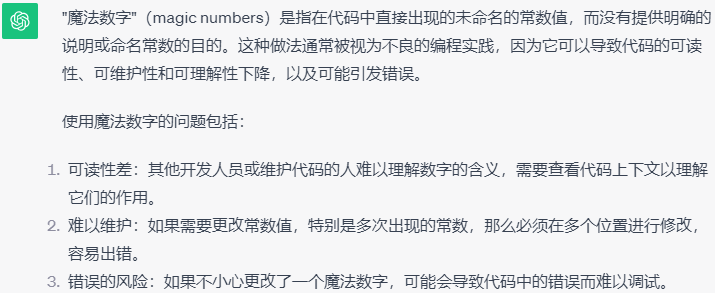 "魔法数字"（magic numbers）是指在代码中直接出现的未命名的常数值，而没有提供明确的
说明或命名常数的目的。这种做法通常被视为不良的编程实践，因为它可以导致代码的可读
性、可维护性和可理解性下降，以及可能引发错误。
使用魔法数字的问题包括：
1. 可读性差：其他开发人员或维护代码的人难以理解数字的含义，需要查看代码上下文以理解
它们的作用。
2. 难以维护：如果需要更改常数值，特别是多次出现的常数，那么必须在多个位置进行修改，
容易出错。
3. 错误的风险：如果不小心更改了一个魔法数字，可能会导致代码中的错误而难以调试。